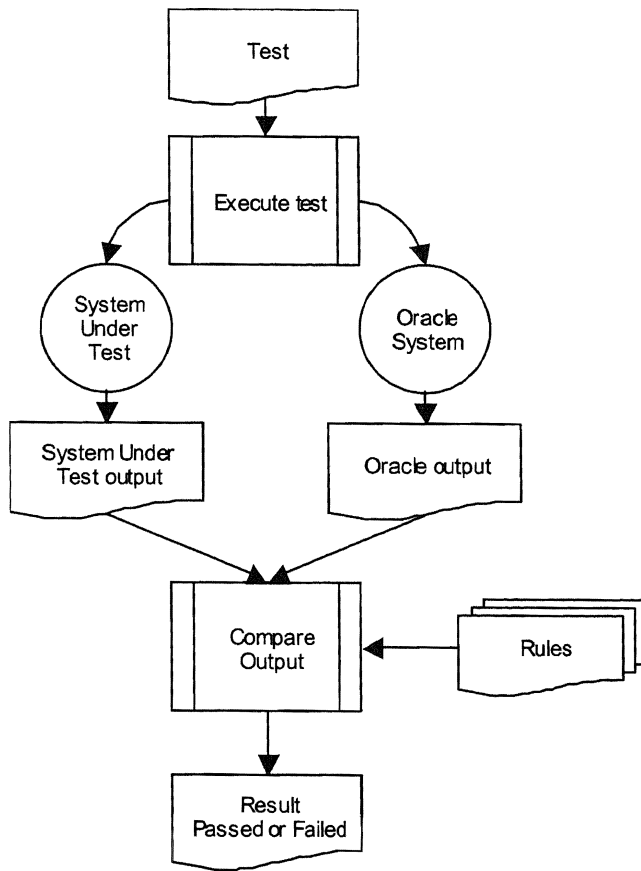 Test
Execute test
System
Under
Test
Oracle
System
System Under
Test output
Oracle output
Compare
Output
Rules
Result
Passed or Failed